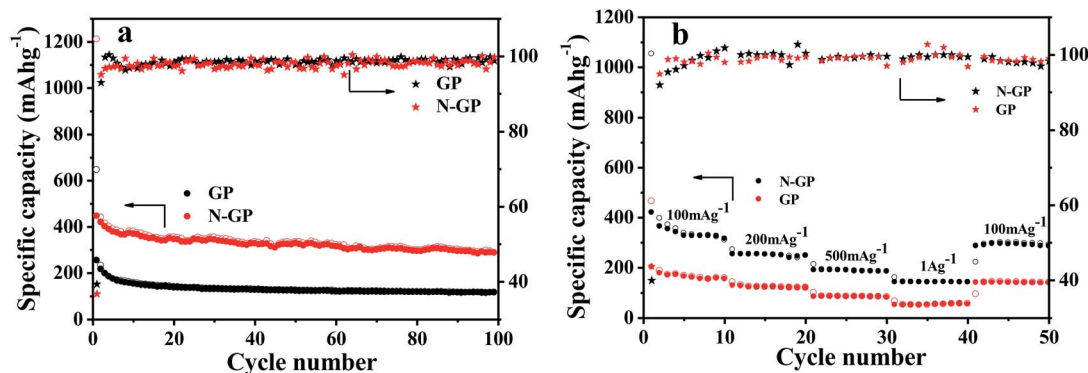 a
Specific capacity (mAhg⁻¹)
1200
1000
800
600
400
200
0
100
80
60
40
GP
N-GP
GP
N-GP
0 20 40 60 80 100
Cycle number
b
Specific capacity (mAhg⁻¹)
1200
1000
800
600
400
200
0
100
80
60
40
N-GP
GP
N-GP
GP
100mAg⁻¹
200mAg⁻¹
500mAg⁻¹
1Ag⁻¹
100mAg⁻¹
0 10 20 30 40 50
Cycle number